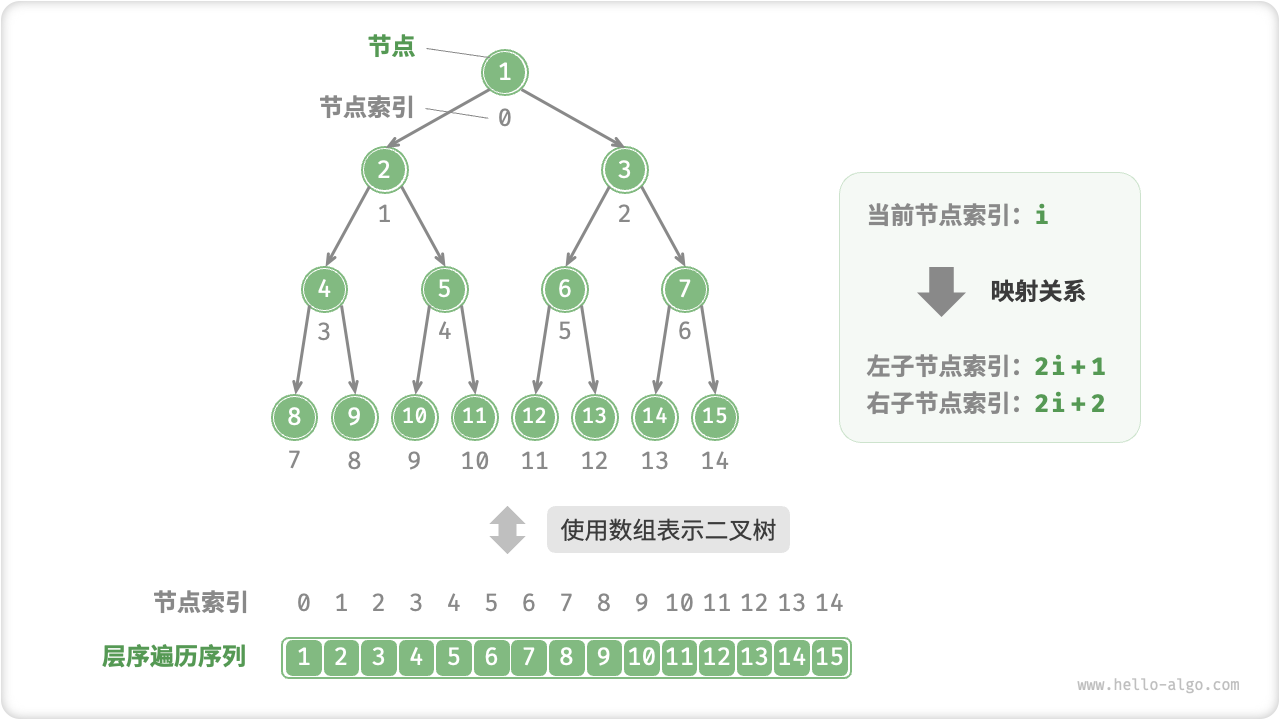 节点
1
节点索引
0
2 3
1 2
当前节点索引：i
映射关系
4 5 6 7
3 4 5 6
左子节点索引：2i+1
右子节点索引：2i+2
8 9 10 11 12 13 14 15
7 8 9 10 11 12 13 14
使用数组表示二叉树
节点索引 0 1 2 3 4 5 6 7 8 9 10 11 12 13 14
层序遍历序列 1 2 3 4 5 6 7 8 9 10 11 12 13 14 15
www.hello-algo.com